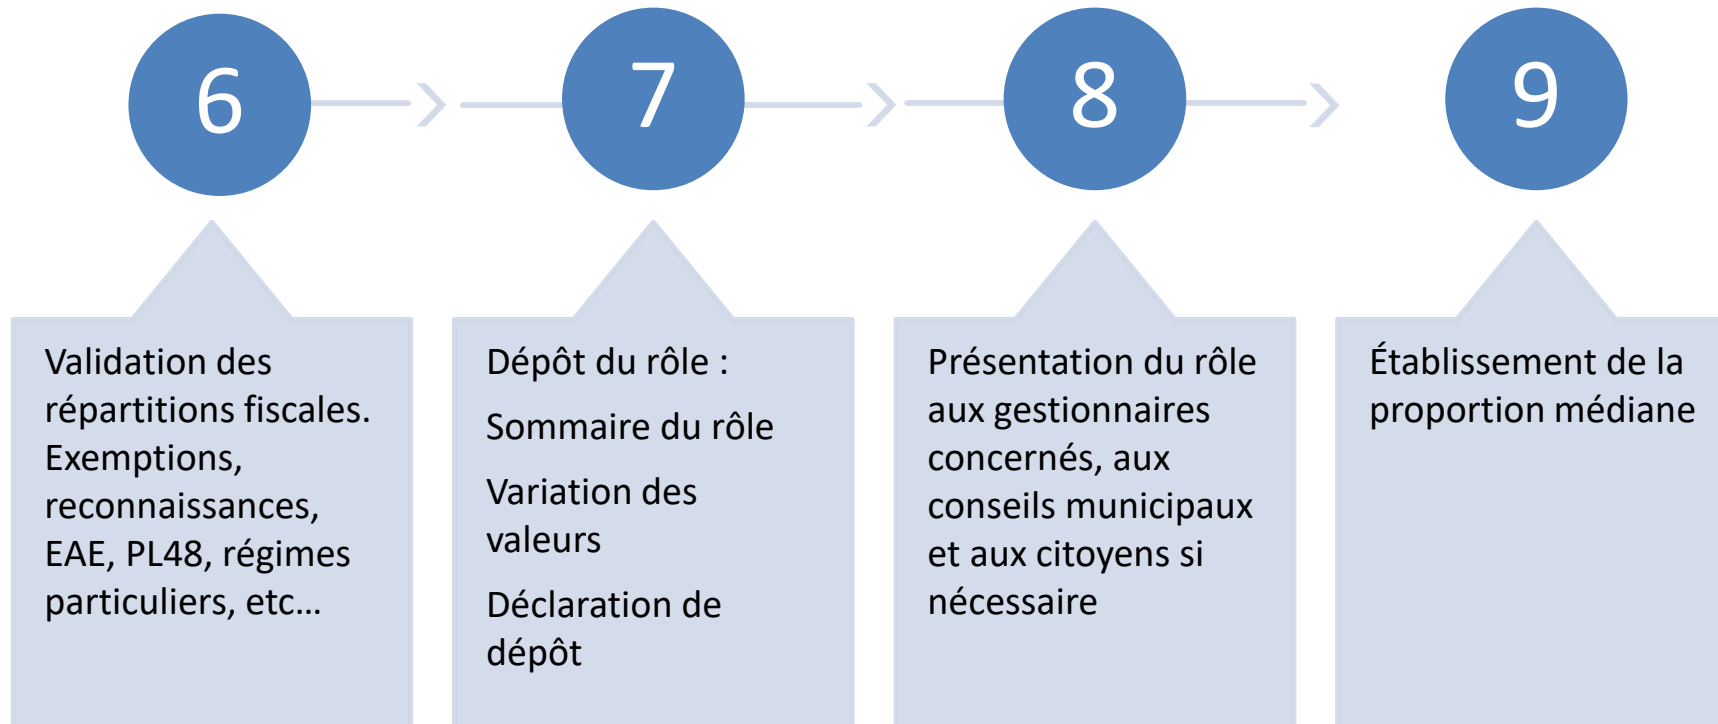 6
7
8
9
Validation des
répartitions fiscales.
Exemptions,
reconnaissances,
EAE, PL48, régimes
particuliers, etc…
Dépôt du rôle :
Sommaire du rôle
Variation des
valeurs
Déclaration de
dépôt
Présentation du rôle
aux gestionnaires
concernés, aux
conseils municipaux
et aux citoyens si
nécessaire
Établissement de la
proportion médiane